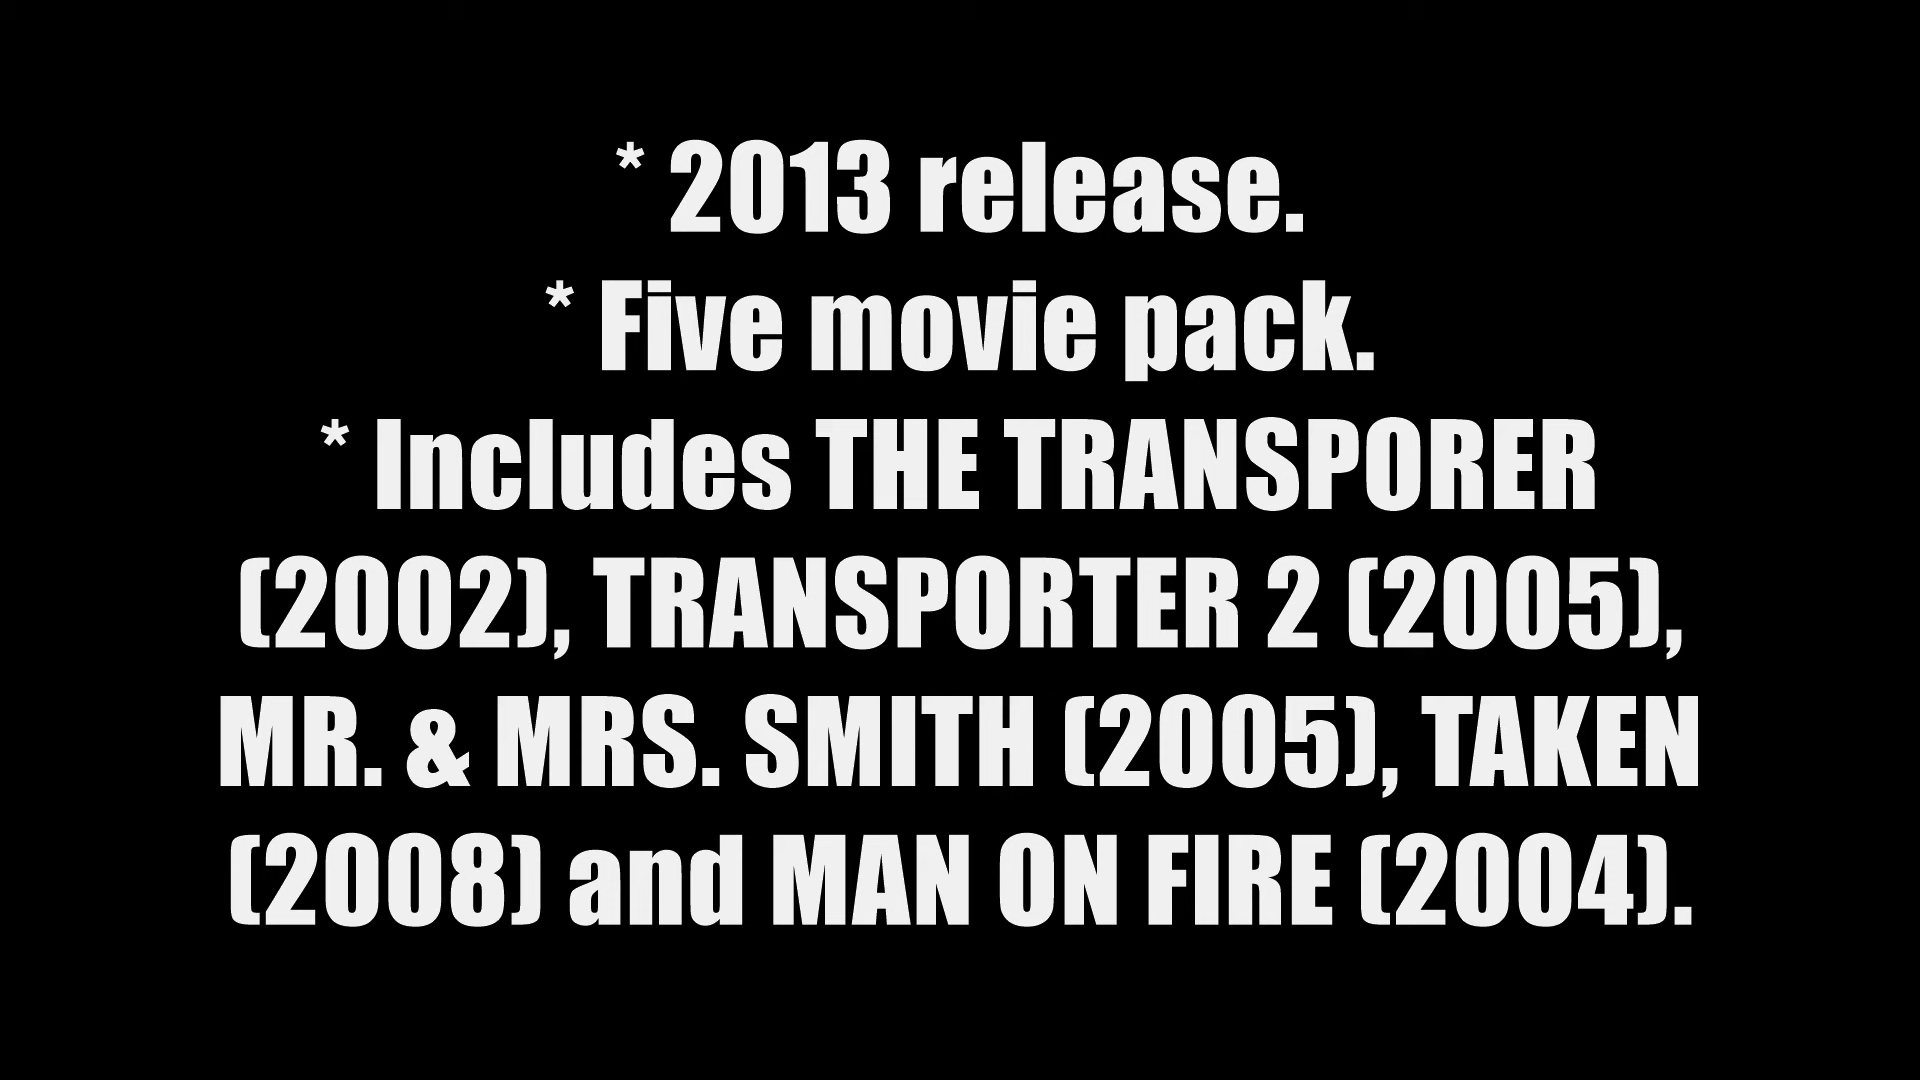 * 2013 release.
* Five movie pack.
* Includes THE TRANSPORER
(2002), TRANSPORTER 2 (2005),
MR. & MRS. SMITH (2005), TAKEN
(2008) and MAN ON FIRE (2004).